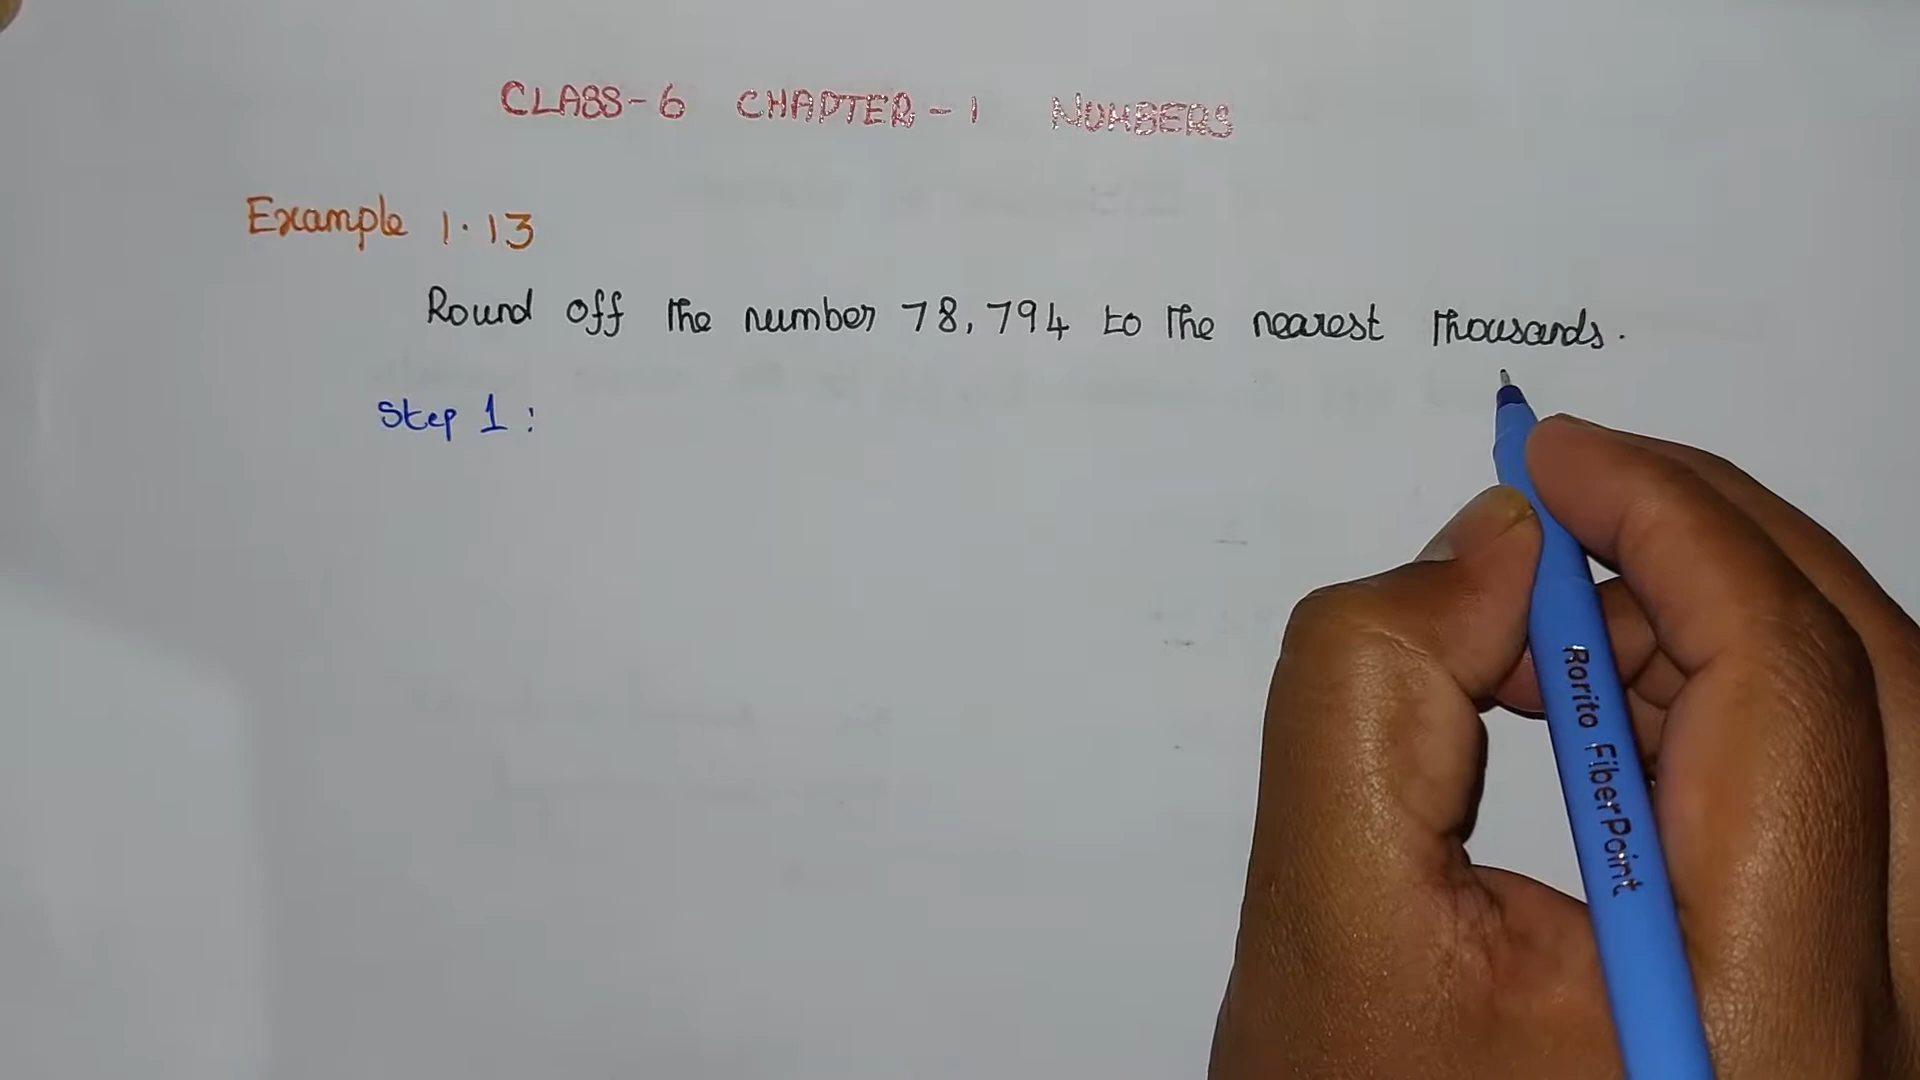 CLASS-6 CHAPTER-1 NUMBERS
Example 1.13
Round off the number 78,794 to the nearest thousands.
Step 1:
Rorito FiberPoint